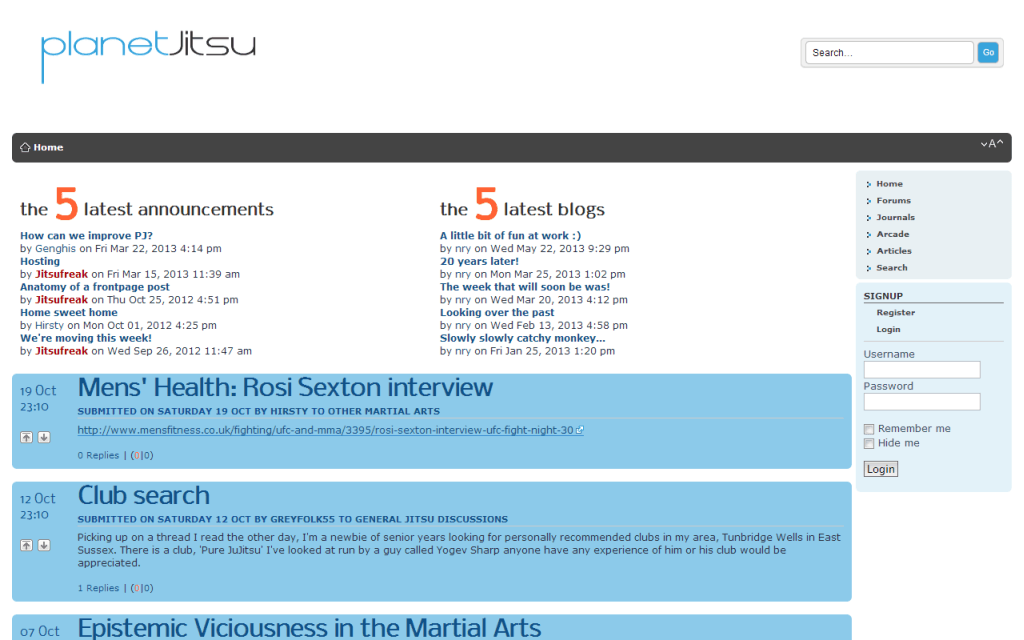 planetJitsu
Search...
Go
Home
A
the 5 latest announcements
How can we improve PJ?
by Genghis on Fri Mar 22, 2013 4:14 pm
Hosting
by Jitsufreak on Fri Mar 15, 2013 11:39 am
Anatomy of a frontpage post
by Jitsufreak on Thu Oct 25, 2012 4:51 pm
Home sweet home
by Hirsty on Mon Oct 01, 2012 4:25 pm
We're moving this week!
by Jitsufreak on Wed Sep 26, 2012 11:47 am
the 5 latest blogs
A little bit of fun at work :)
by nry on Wed May 22, 2013 9:29 pm
20 years later!
by nry on Mon Mar 25, 2013 1:02 pm
The week that will soon be was!
by nry on Wed Mar 20, 2013 4:12 pm
Looking over the past
by nry on Wed Feb 13, 2013 4:58 pm
Slowly slowly catchy monkey...
by nry on Fri Jan 25, 2013 1:20 pm
Home
Forums
Journals
Arcade
Articles
Search
SIGNUP
Register
Login
Username
Password
Remember me
Hide me
Login
19 Oct
23:10
Mens' Health: Rosi Sexton interview
SUBMITTED ON SATURDAY 19 OCT BY HIRSTY TO OTHER MARTIAL ARTS
http://www.mensfitness.co.uk/fighting/ufc-and-mma/3395/rosi-sexton-interview-ufc-fight-night-30
0 Replies | (0|0)
12 Oct
23:10
Club search
SUBMITTED ON SATURDAY 12 OCT BY GREYFOLK55 TO GENERAL JITSU DISCUSSIONS
Picking up on a thread I read the other day, I'm a newbie of senior years looking for personally recommended clubs in my area, Tunbridge Wells in East
Sussex. There is a club, 'Pure JuJitsu' I've looked at run by a guy called Yogev Sharp anyone have any experience of him or his club would be
appreciated.
1 Replies | (0|0)
07 Oct
Epistemic Viciousness in the Martial Arts